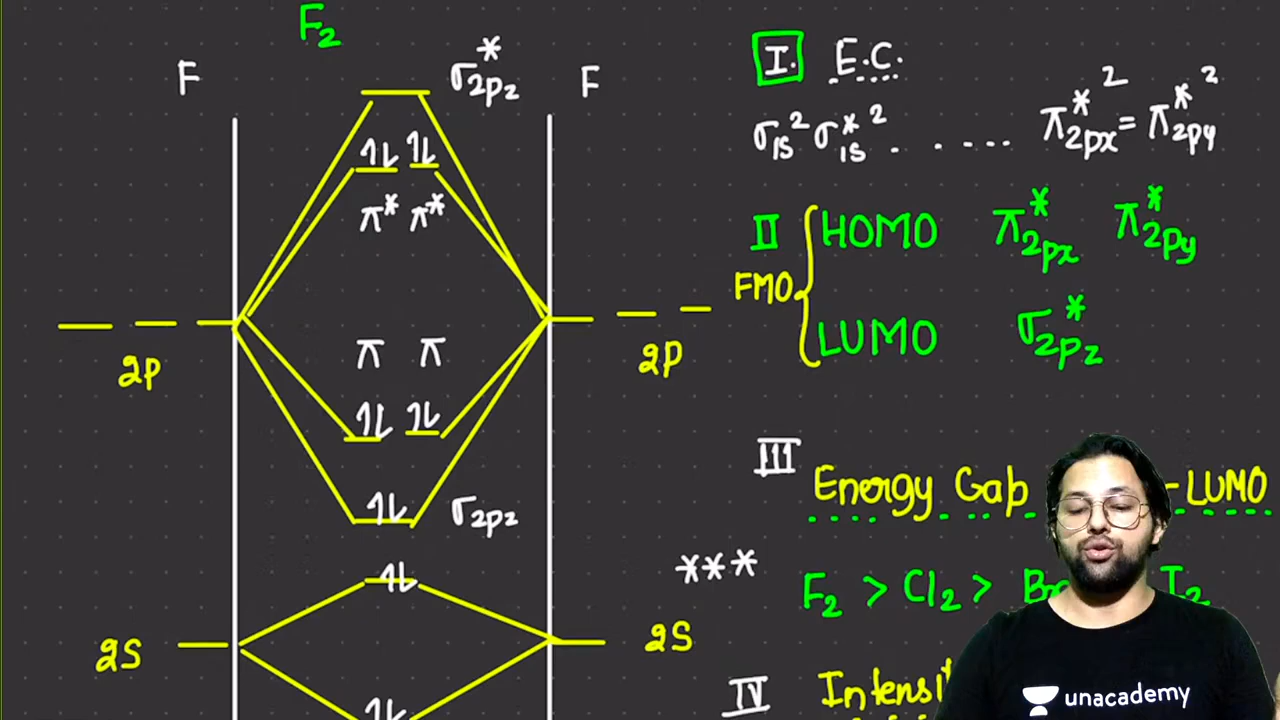 F₂
F
σ*2pz
F
π* π*
π π
2P
2P
σ2pz
2S
2S
I. E.C.
σ1s² σ*1s² . . . . . . π*2px² = π*2py²
II
FMO
HOMO π*2px π*2py
LUMO σ*2pz
III Energy Gap -LUMO
*** F₂ > Cl₂ > I₂
IV
unacademy